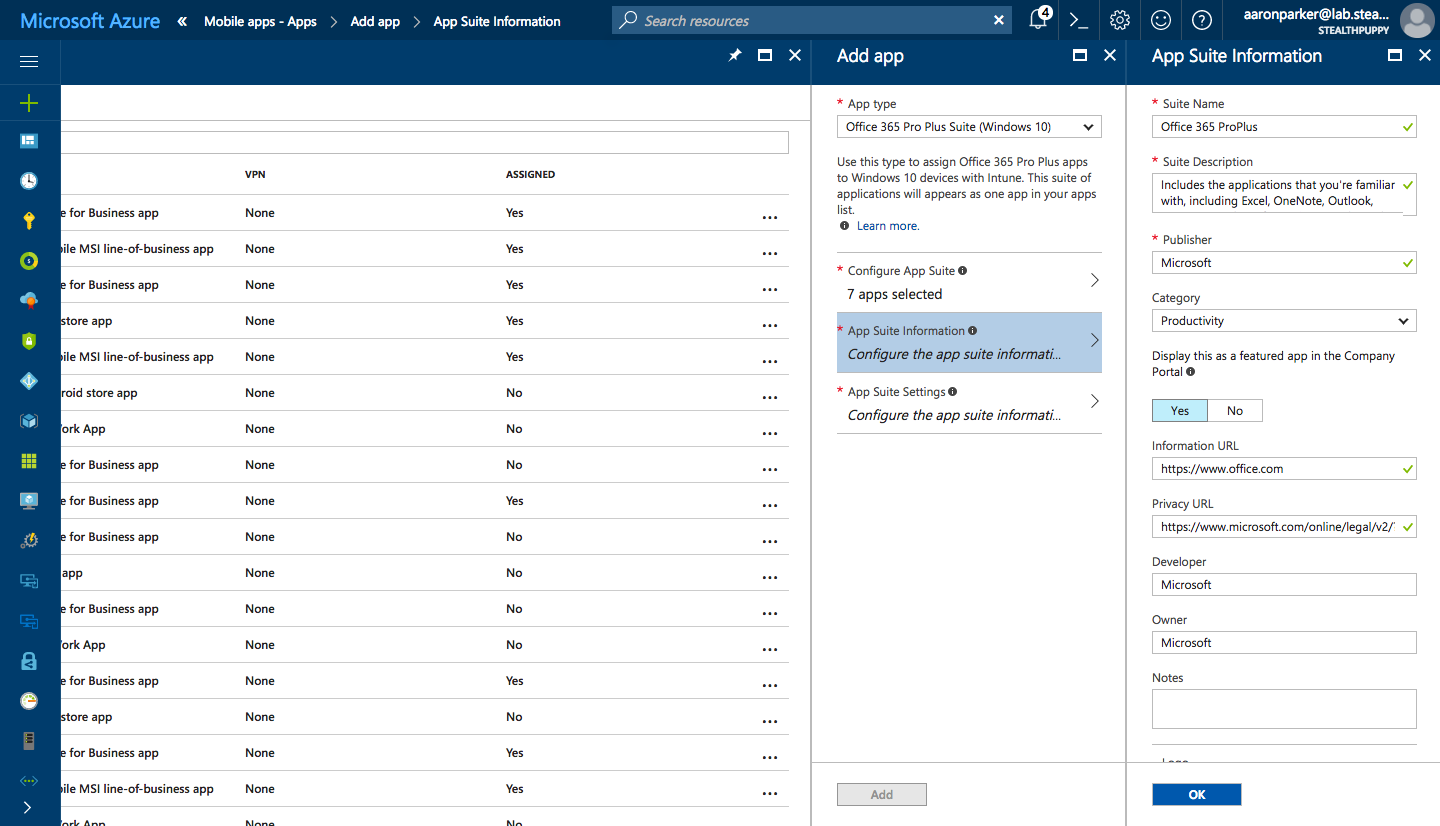 Microsoft Azure « Mobile apps - Apps > Add app > App Suite Information
Search resources
4
aaronparker@lab.stea...
STEALTHPUPPY
VPN ASSIGNED
e for Business app None Yes ...
bile MSI line-of-business app None Yes ...
e for Business app None Yes ...
store app None Yes ...
bile MSI line-of-business app None Yes ...
roid store app None No ...
ork App None No ...
e for Business app None No ...
e for Business app None Yes ...
e for Business app None No ...
app None No ...
e for Business app None No ...
ork App None No ...
e for Business app None Yes ...
store app None No ...
e for Business app None Yes ...
bile MSI line-of-business app None Yes ...
ork App None No
Add app
* App type
Office 365 Pro Plus Suite (Windows 10)
Use this type to assign Office 365 Pro Plus apps
to Windows 10 devices with Intune. This suite of
applications will appears as one app in your apps
list.
Learn more.
* Configure App Suite
7 apps selected
* App Suite Information
Configure the app suite informati...
* App Suite Settings
Configure the app suite informati...
Add
App Suite Information
* Suite Name
Office 365 ProPlus
* Suite Description
Includes the applications that you're familiar
with, including Excel, OneNote, Outlook,
* Publisher
Microsoft
Category
Productivity
Display this as a featured app in the Company
Portal
Yes No
Information URL
https://www.office.com
Privacy URL
https://www.microsoft.com/online/legal/v2/
Developer
Microsoft
Owner
Microsoft
Notes
Logo
OK